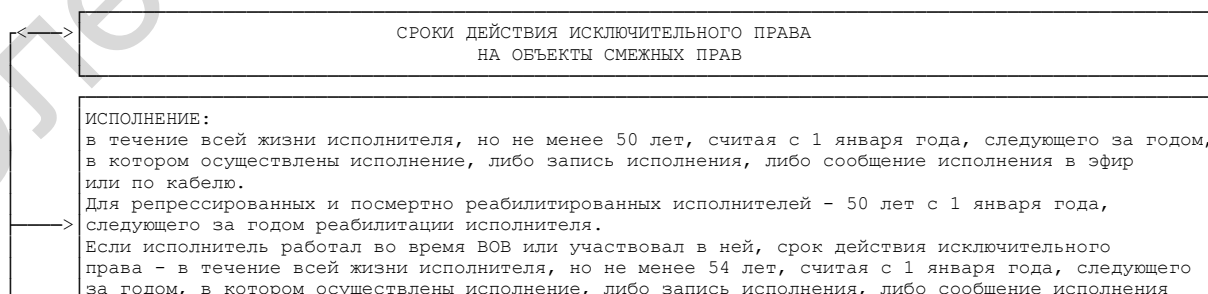 СРОКИ ДЕЙСТВИЯ ИСКЛЮЧИТЕЛЬНОГО ПРАВА
НА ОБЪЕКТЫ СМЕЖНЫХ ПРАВ
ИСПОЛНЕНИЕ:
в течение всей жизни исполнителя, но не менее 50 лет, считая с 1 января года, следующего за годом,
в котором осуществлены исполнение, либо запись исполнения, либо сообщение исполнения в эфир
или по кабелю.
Для репрессированных и посмертно реабилитированных исполнителей - 50 лет с 1 января года,
следующего за годом реабилитации исполнителя.
Если исполнитель работал во время ВОВ или участвовал в ней, срок действия исключительного
права - в течение всей жизни исполнителя, но не менее 54 лет, считая с 1 января года, следующего
за годом, в котором осуществлены исполнение, либо запись исполнения, либо сообщение исполнения